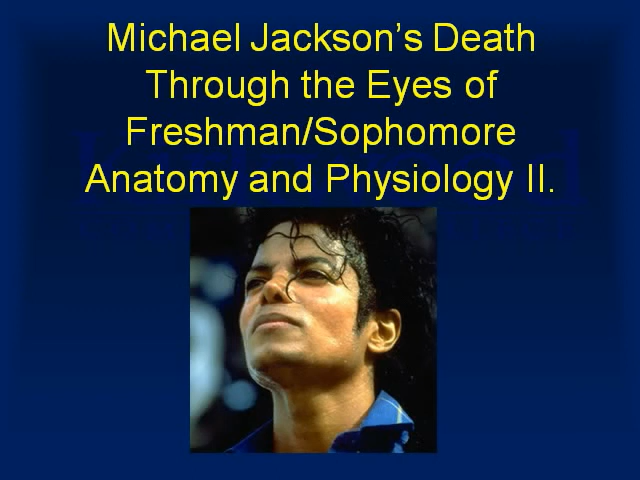 Michael Jackson’s Death
Through the Eyes of
Freshman/Sophomore
Anatomy and Physiology II.